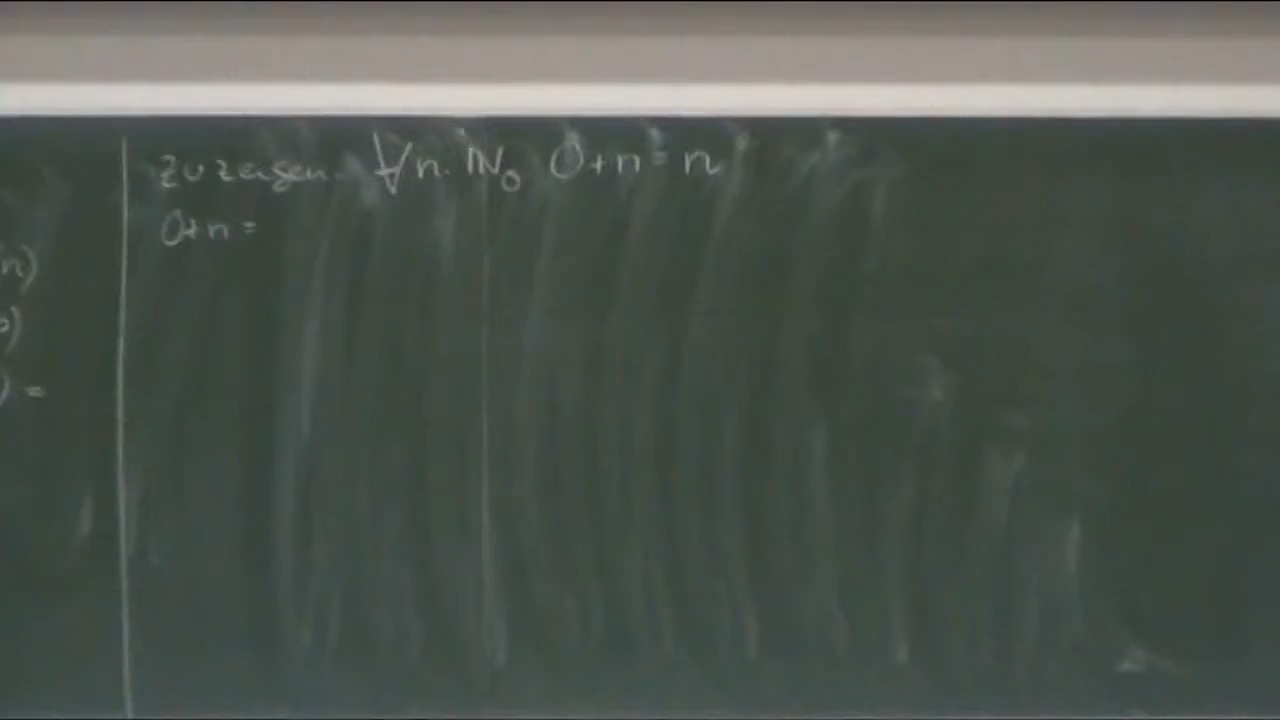 n)
o)
) =
zu zeigen. ∀n. ℕ₀ 0+n = n
0+n =